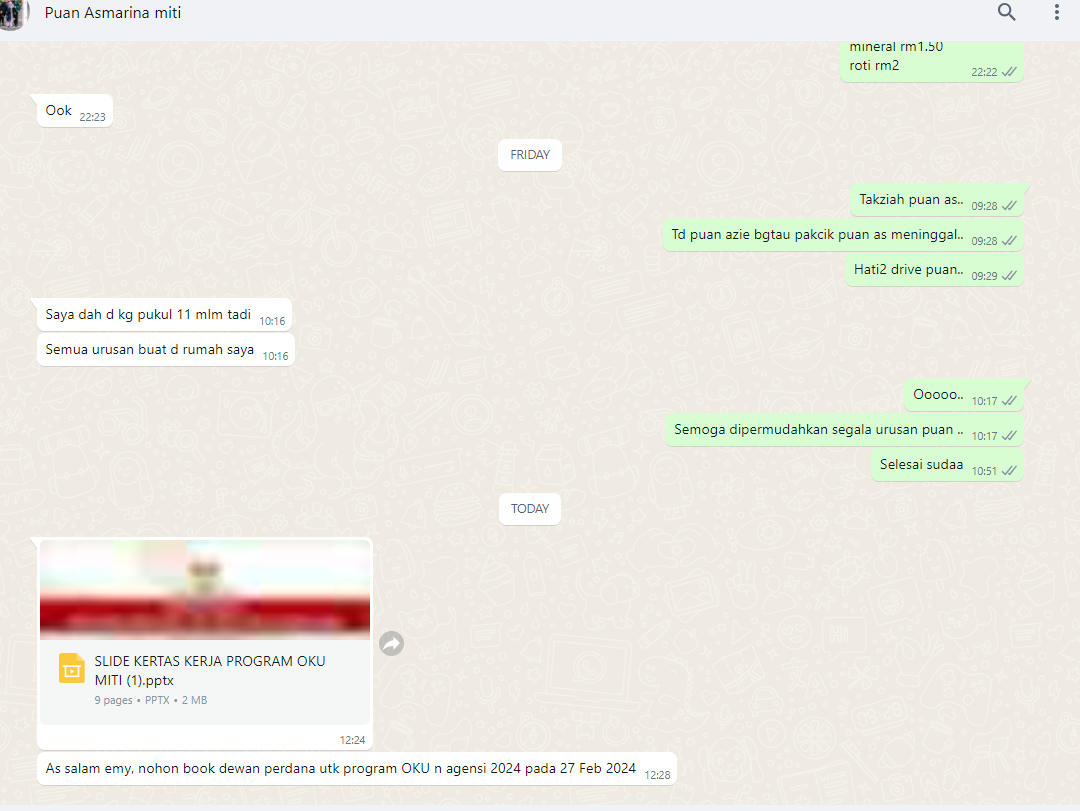 Puan Asmarina miti
mineral rm1.50
roti rm2
22:22
Ook 22:23
FRIDAY
Takziah puan as.. 09:28
Td puan azie bgtau pakcik puan as meninggal.. 09:28
Hati2 drive puan.. 09:29
Saya dah d kg pukul 11 mlm tadi 10:16
Semua urusan buat d rumah saya 10:16
Ooooo.. 10:17
Semoga dipermudahkan segala urusan puan .. 10:17
Selesai sudaa 10:51
TODAY
SLIDE KERTAS KERJA PROGRAM OKU
MITI (1).pptx
9 pages • PPTX • 2 MB
12:24
As salam emy, nohon book dewan perdana utk program OKU n agensi 2024 pada 27 Feb 2024 12:28